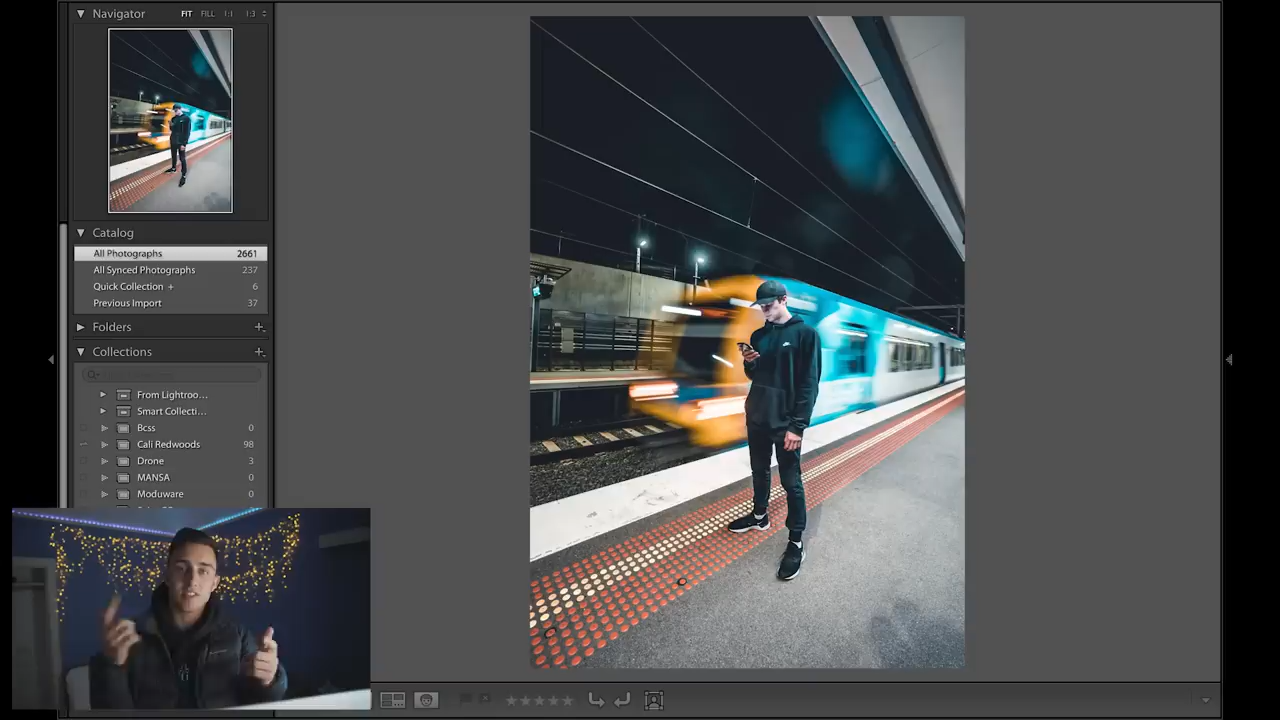 Navigator FIT FILL 1:1 1:3
Catalog
All Photographs 2661
All Synced Photographs 237
Quick Collection + 6
Previous Import 37
Folders +
Collections +
From Lightroo...
Smart Collecti...
Bcss 0
Cali Redwoods 98
Drone 3
MANSA 0
Moduware 0